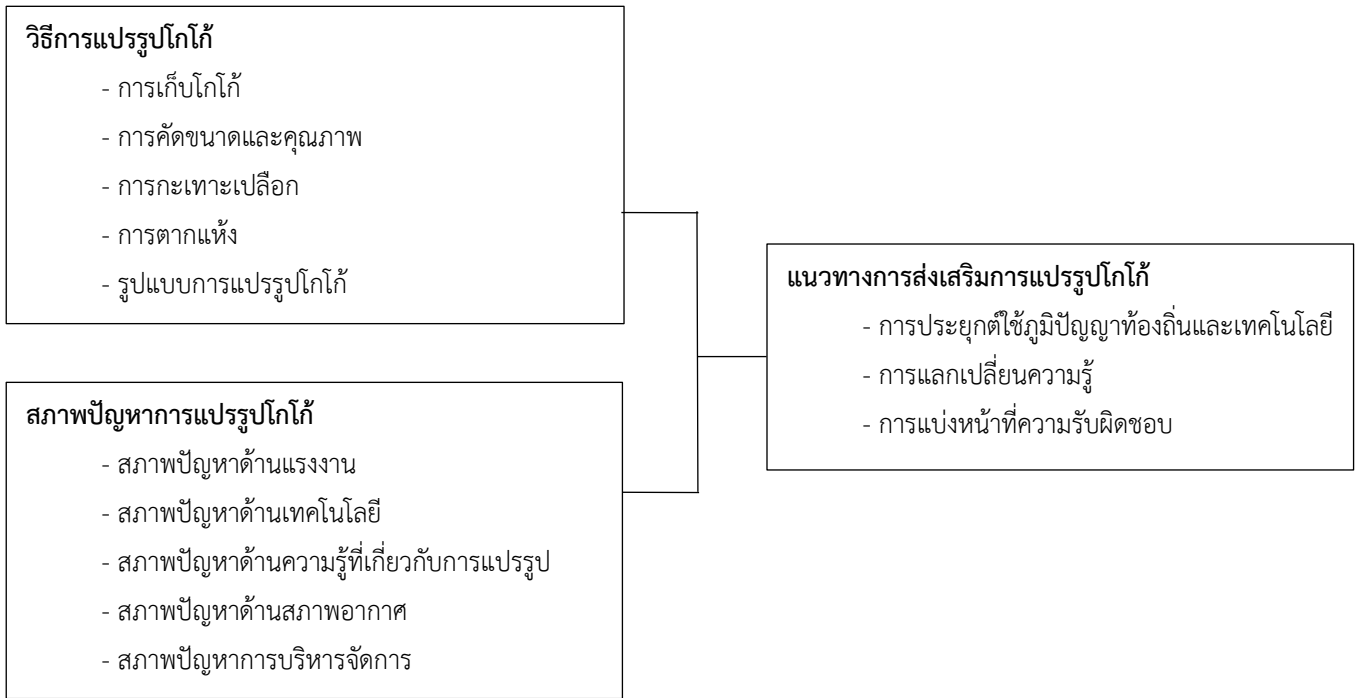 วิธีการแปรรูปโกโก้
- การเก็บโกโก้
- การคัดขนาดและคุณภาพ
- การกะเทาะเปลือก
- การตากแห้ง
- รูปแบบการแปรรูปโกโก้
สภาพปัญหาการแปรรูปโกโก้
- สภาพปัญหาด้านแรงงาน
- สภาพปัญหาด้านเทคโนโลยี
- สภาพปัญหาด้านความรู้ที่เกี่ยวกับการแปรรูป
- สภาพปัญหาด้านสภาพอากาศ
- สภาพปัญหาการบริหารจัดการ
แนวทางการส่งเสริมการแปรรูปโกโก้
- การประยุกต์ใช้ภูมิปัญญาท้องถิ่นและเทคโนโลยี
- การแลกเปลี่ยนความรู้
- การแบ่งหน้าที่ความรับผิดชอบ